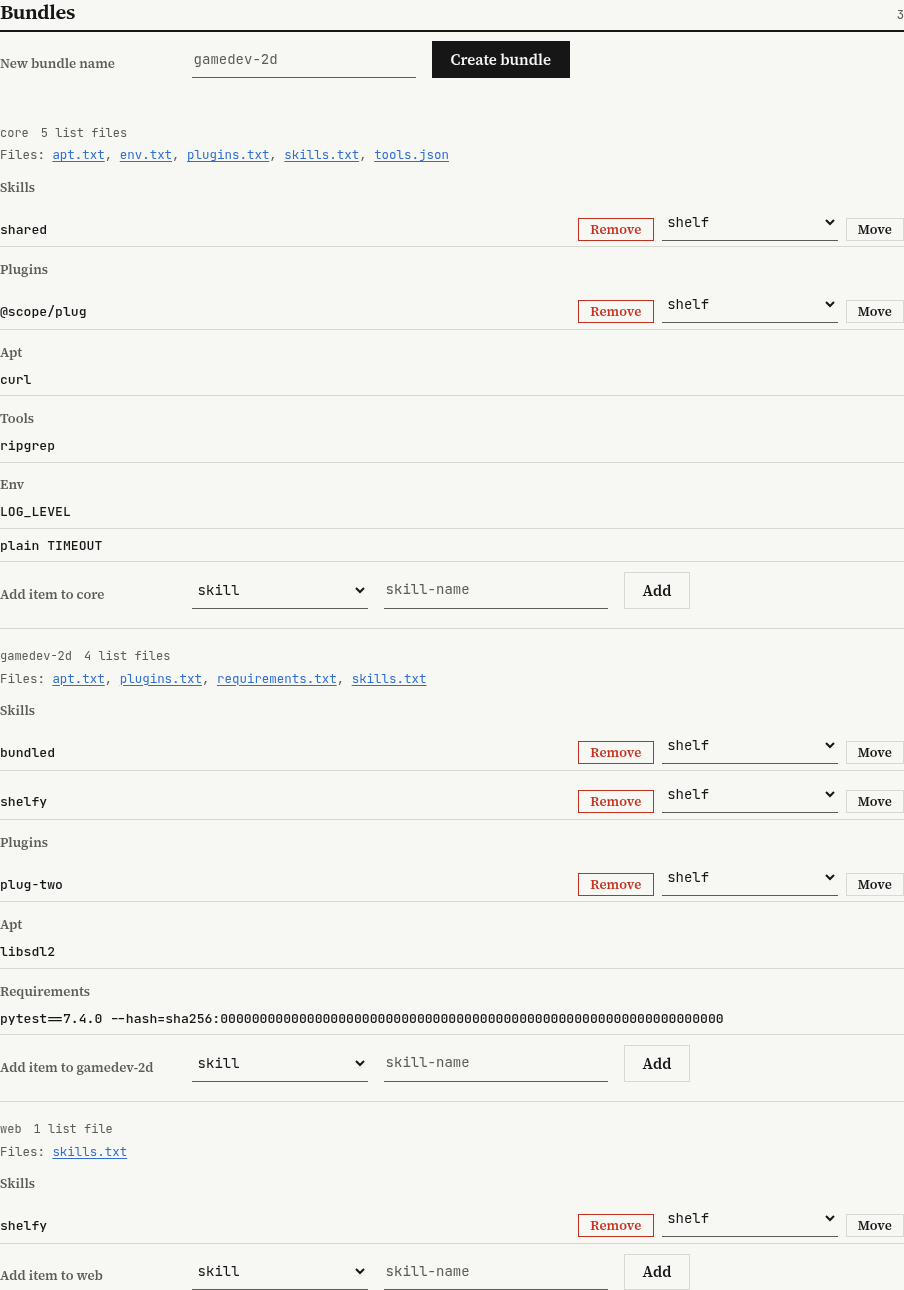 Bundles 3
New bundle name gamedev-2d Create bundle
core 5 list files
Files: apt.txt, env.txt, plugins.txt, skills.txt, tools.json
Skills
shared Remove shelf Move
Plugins
@scope/plug Remove shelf Move
Apt
curl
Tools
ripgrep
Env
LOG_LEVEL
plain TIMEOUT
Add item to core skill skill-name Add
gamedev-2d 4 list files
Files: apt.txt, plugins.txt, requirements.txt, skills.txt
Skills
bundled Remove shelf Move
shelfy Remove shelf Move
Plugins
plug-two Remove shelf Move
Apt
libsdl2
Requirements
pytest==7.4.0 --hash=sha256:0000000000000000000000000000000000000000000000000000000000000000
Add item to gamedev-2d skill skill-name Add
web 1 list file
Files: skills.txt
Skills
shelfy Remove shelf Move
Add item to web skill skill-name Add